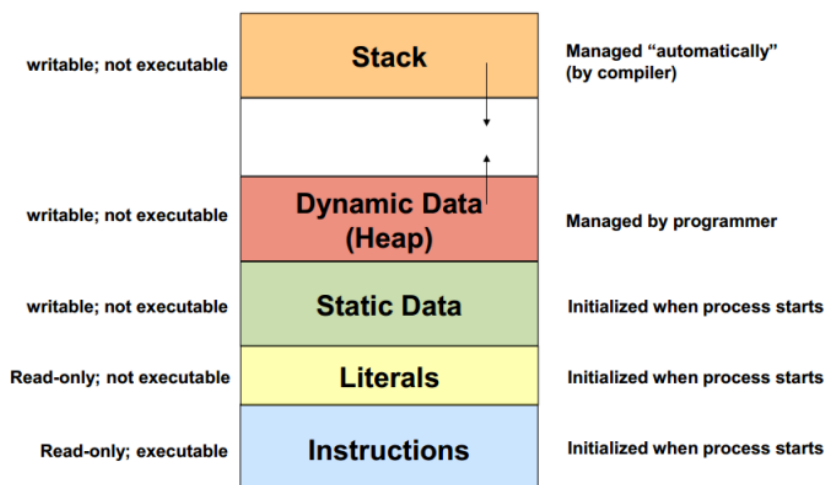 writable; not executable
Stack
Managed “automatically”
(by compiler)
writable; not executable
Dynamic Data
(Heap)
Managed by programmer
writable; not executable
Static Data
Initialized when process starts
Read-only; not executable
Literals
Initialized when process starts
Read-only; executable
Instructions
Initialized when process starts